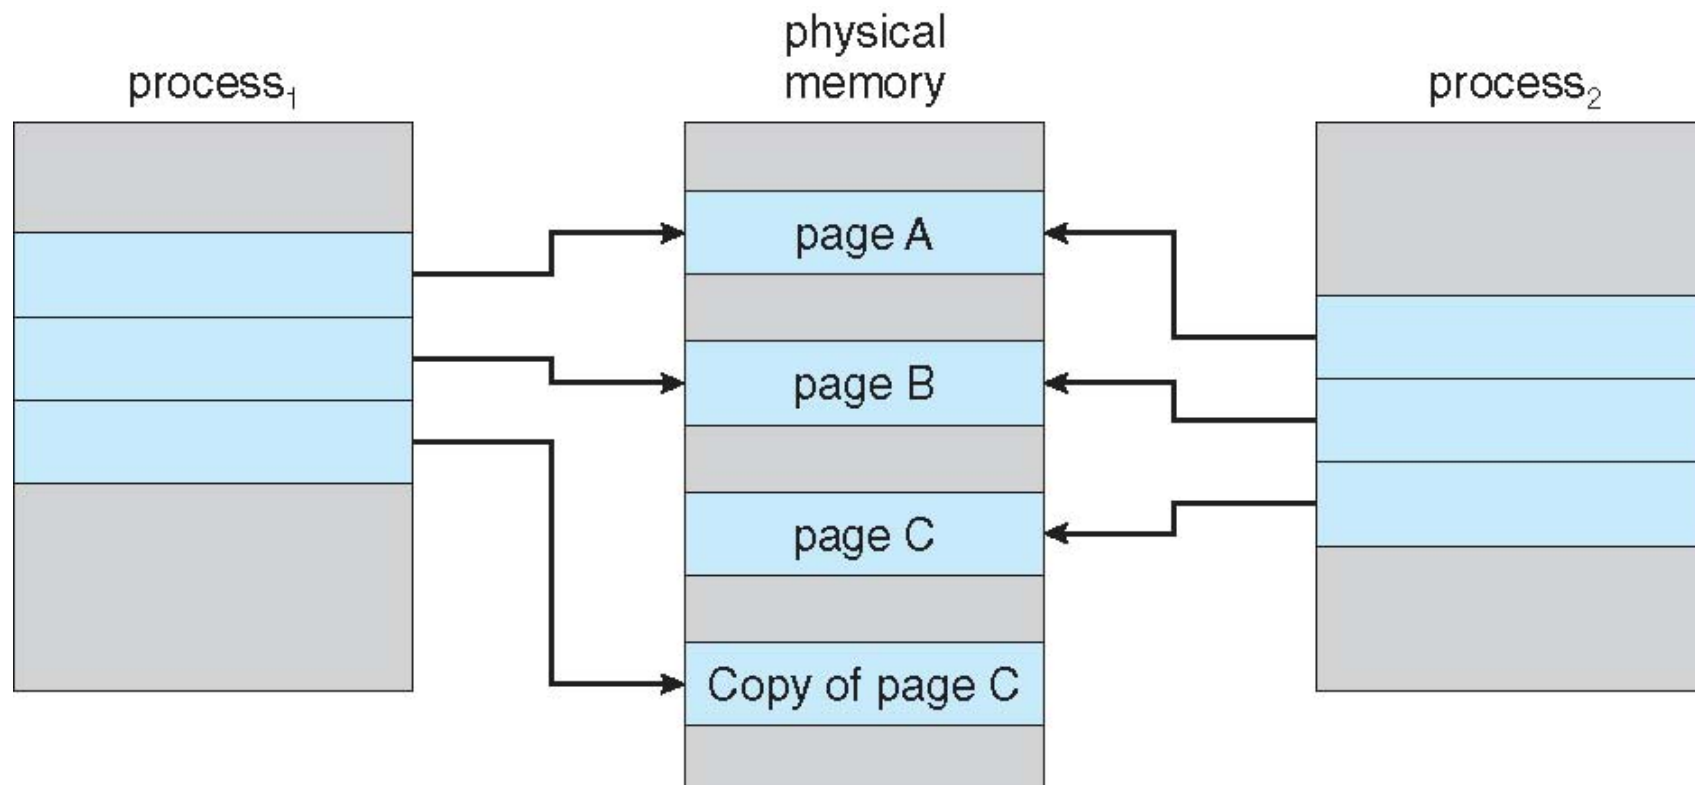 physical
memory
process₁
process₂
page A
page B
page C
Copy of page C